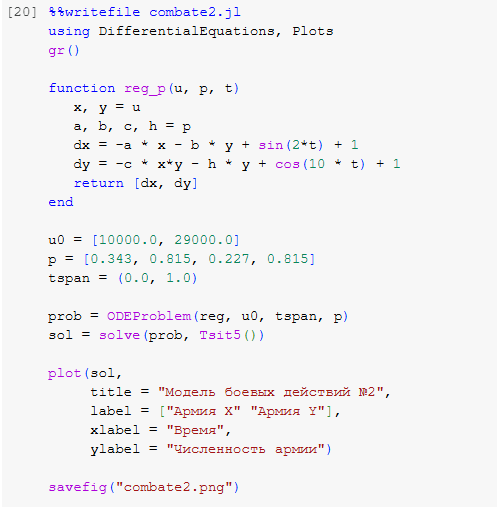 [20] %%writefile combate2.jl
using DifferentialEquations, Plots
gr()
function reg_p(u, p, t)
x, y = u
a, b, c, h = p
dx = -a * x - b * y + sin(2*t) + 1
dy = -c * x*y - h * y + cos(10 * t) + 1
return [dx, dy]
end
u0 = [10000.0, 29000.0]
p = [0.343, 0.815, 0.227, 0.815]
tspan = (0.0, 1.0)
prob = ODEProblem(reg, u0, tspan, p)
sol = solve(prob, Tsit5())
plot(sol,
title = "Модель боевых действий №2",
label = ["Армия X" "Армия Y"],
xlabel = "Время",
ylabel = "Численность армии")
savefig("combate2.png")